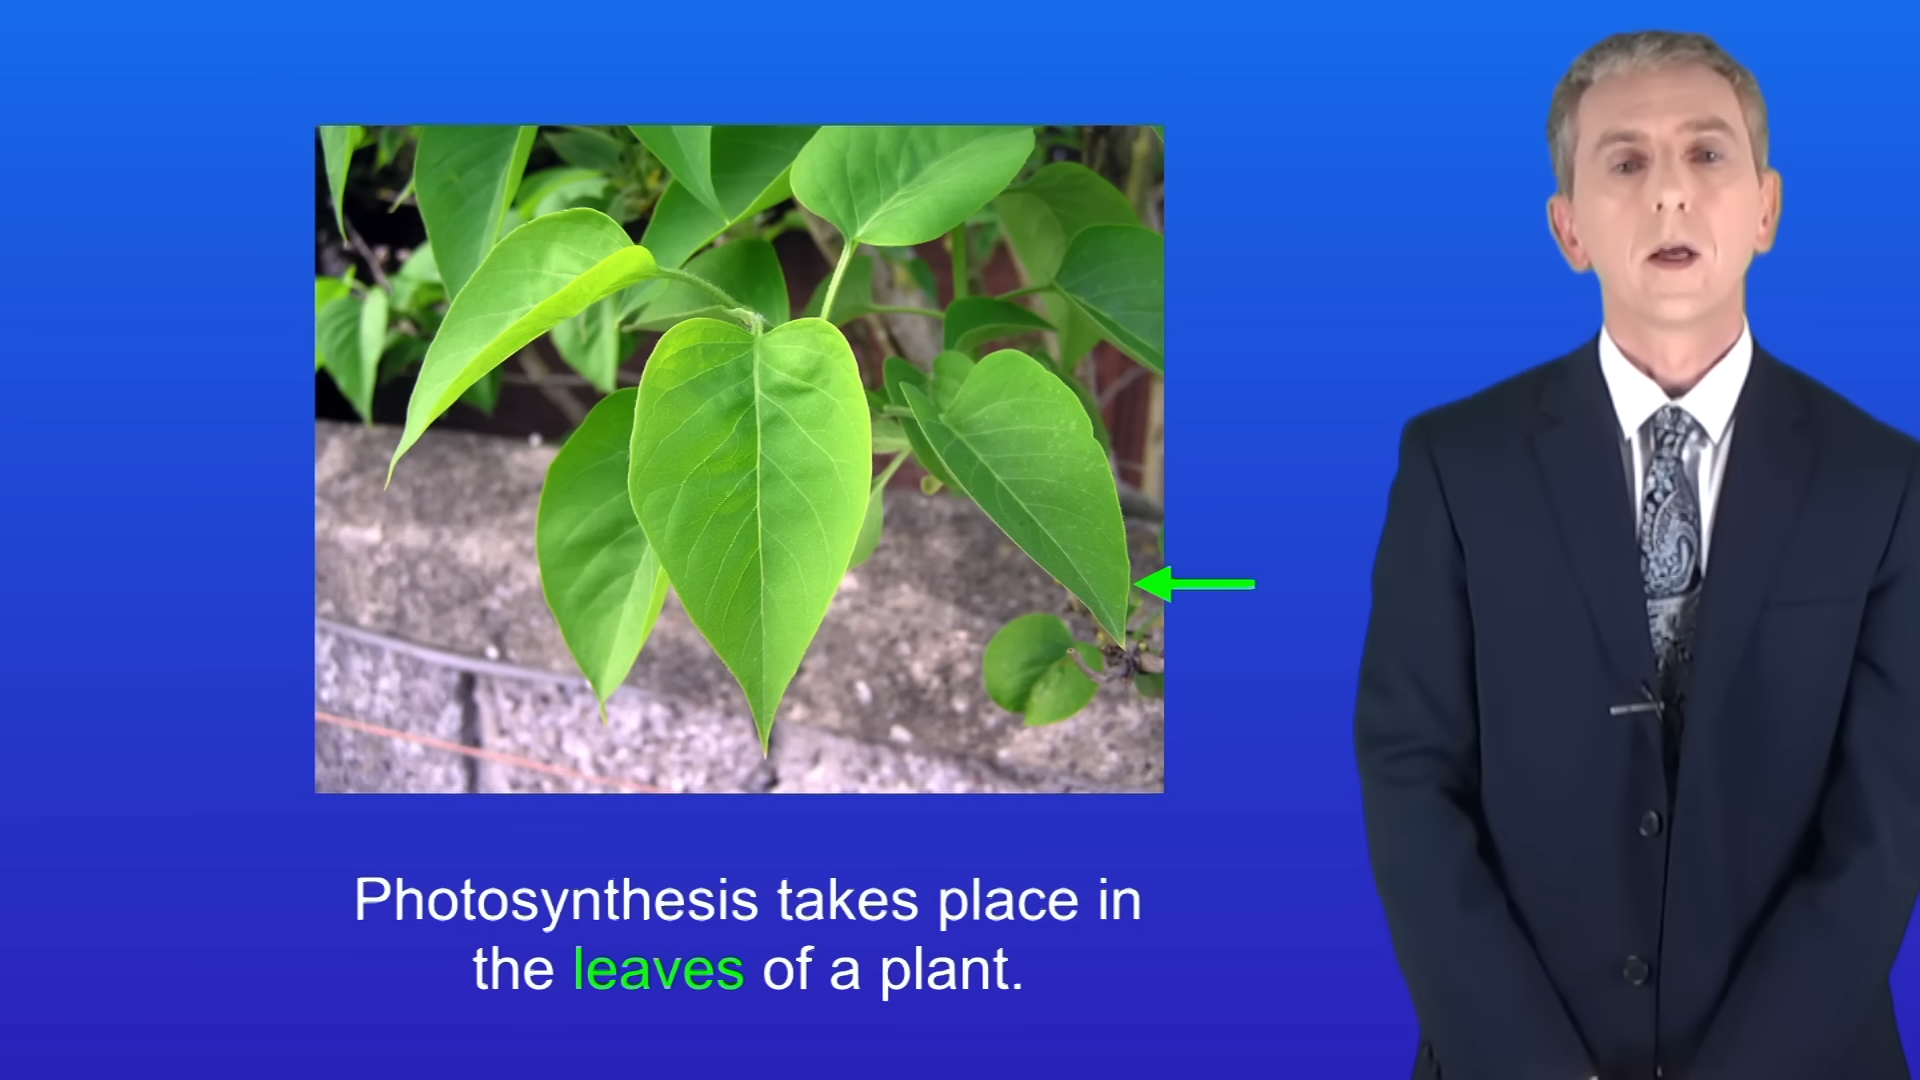 Photosynthesis takes place in
the leaves of a plant.